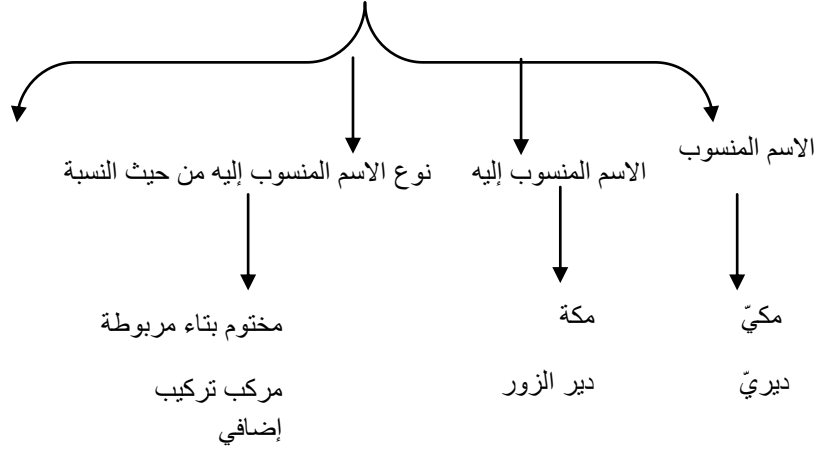 الاسم المنسوب
الاسم المنسوب إليه
نوع الاسم المنسوب إليه من حيث النسبة
مكيّ
مكة
مختوم بتاء مربوطة
ديريّ
دير الزور
مركب تركيب
إضافي